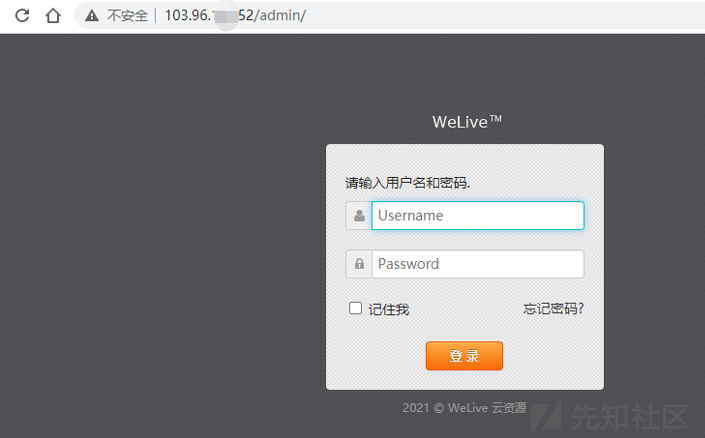 不安全 103.96. 52/admin/
WeLive™
请输入用户名和密码.
Username
Password
记住我 忘记密码?
登 录
2021 © WeLive 云资源
先知社区